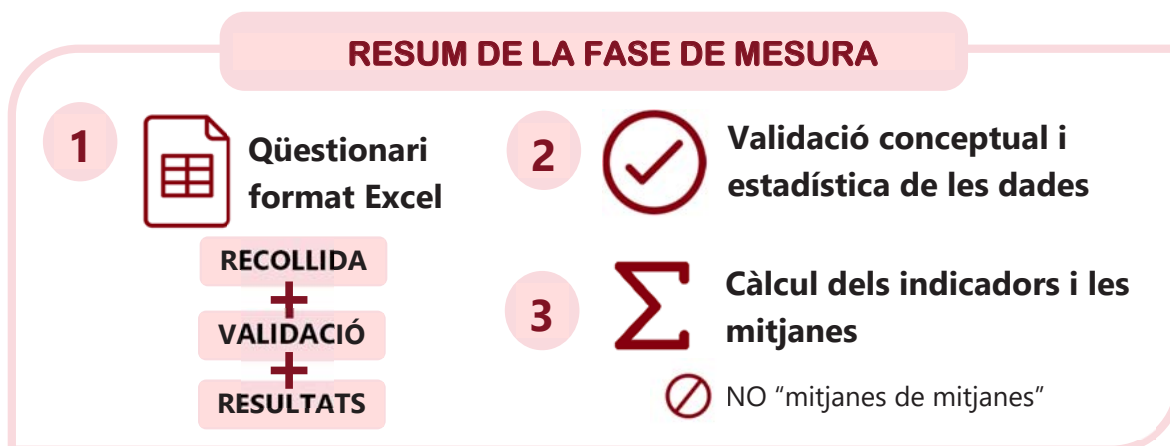 RESUM DE LA FASE DE MESURA
1
Qüestionari
format Excel
RECOLLIDA
+
VALIDACIÓ
+
RESULTATS
2
Validació conceptual i
estadística de les dades
3
Σ
Càlcul dels indicadors i les
mitjanes
NO “mitjanes de mitjanes”